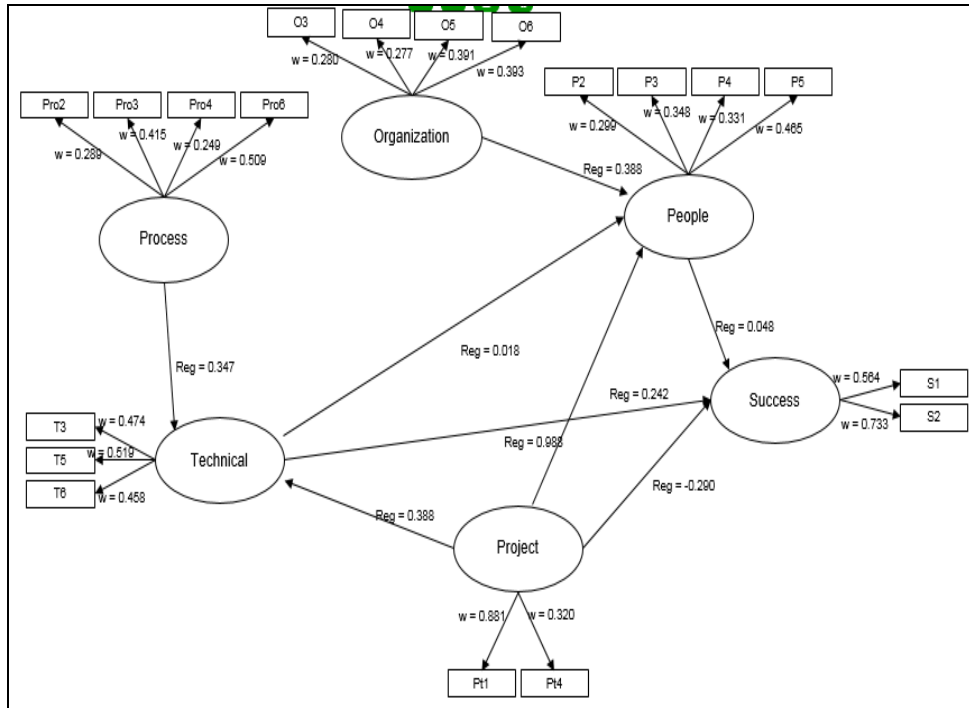 O3
O4
O5
O6
w = 0.280
w = 0.277
w = 0.391
w = 0.393
Organization
Pro2
Pro3
Pro4
Pro6
w = 0.289
w = 0.415
w = 0.249
w = 0.509
Process
P2
P3
P4
P5
w = 0.299
w = 0.348
w = 0.331
w = 0.465
People
Reg = 0.388
Reg = 0.347
Reg = 0.018
Reg = 0.048
Reg = 0.242
Reg = 0.988
Reg = -0.290
Reg = 0.388
Success
w = 0.564
w = 0.733
S1
S2
T3
T5
T6
w = 0.474
w = 0.519
w = 0.458
Technical
Project
w = 0.881
w = 0.320
Pt1
Pt4